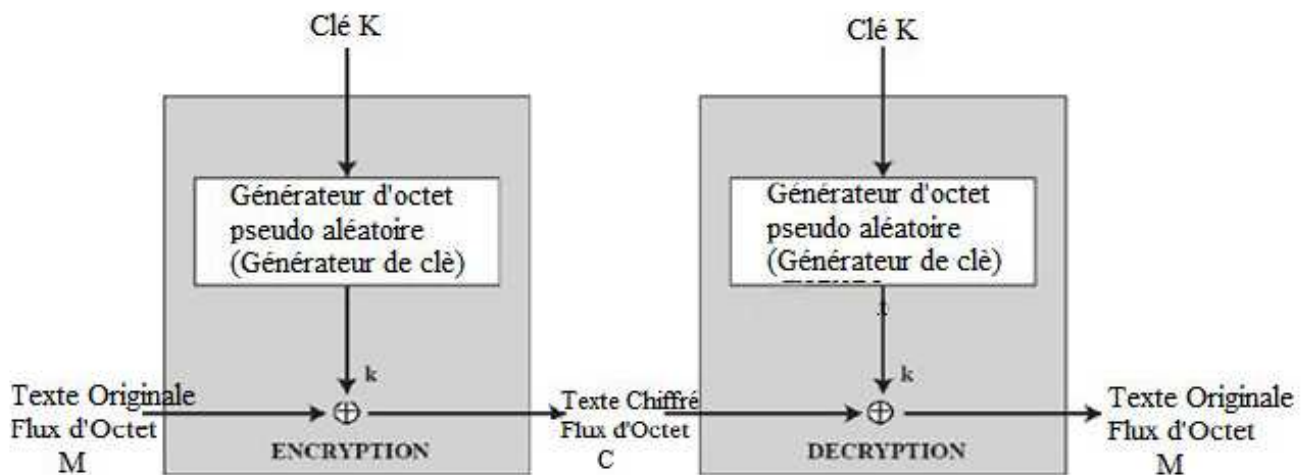 Clé K
Clé K
Générateur d'octet
pseudo aléatoire
(Générateur de clè)
Générateur d'octet
pseudo aléatoire
(Générateur de clè)
k
k
Texte Originale
Flux d'Octet
M
Texte Chiffré
Flux d'Octet
C
Texte Originale
Flux d'Octet
M
ENCRYPTION
DECRYPTION